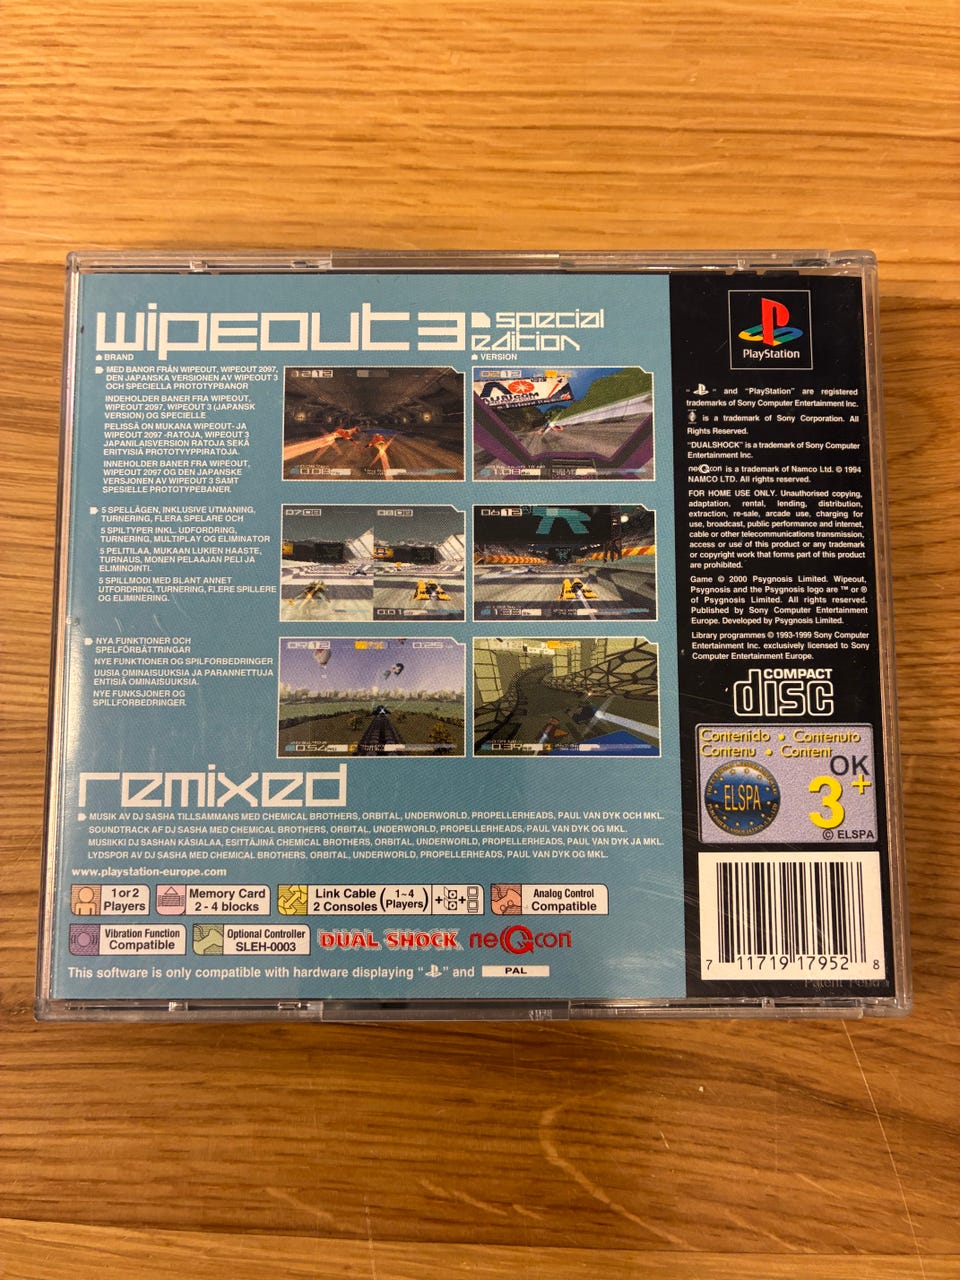 wipeout 3 special
edition
BRAND
VERSION
MED BANOR FRÅN WIPEOUT, WIPEOUT 2097,
DEN JAPANSKA VERSIONEN AV WIPEOUT 3
OCH SPECIELLA PROTOTYPBANOR
INDEHOLDER BANER FRA WIPEOUT,
WIPEOUT 2097, WIPEOUT 3 (JAPANSK
VERSION) OG SPECIELLE
PELISSÄ ON MUKANA WIPEOUT- JA
WIPEOUT 2097 -RATOJA, WIPEOUT 3
JAPANILAISVERSION RATOJA SEKÄ
ERITYISIÄ PROTOTYYPPIRATOJA.
INNEHOLDER BANER FRA WIPEOUT,
WIPEOUT 2097 OG DEN JAPANSKE
VERSJONEN AV WIPEOUT 3 SAMT
SPESIELLE PROTOTYPEBANER.
5 SPELLÄGEN, INKLUSIVE UTMANING,
TURNERING, FLERA SPELARE OCH
5 SPILTYPER INKL. UDFORDRING,
TURNERING, MULTIPLAY OG ELIMINATOR
5 PELITILAA, MUKAAN LUKIEN HAASTE,
TURNAUS, MONEN PELAAJAN PELI JA
ELIMINOINTI.
5 SPILLMODI MED BLANT ANNET
UTFORDRING, TURNERING, FLERE SPILLERE
OG ELIMINERING.
NYA FUNKTIONER OCH
SPELFÖRBÄTTRINGAR
NYE FUNKTIONER OG SPILFORBEDRINGER
UUSIA OMINAISUUKSIA JA PARANNETTUJA
ENTISIÄ OMINAISUUKSIA.
NYE FUNKSJONER OG
SPILLFORBEDRINGER.
remixed
MUSIK AV DJ SASHA TILLSAMMANS MED CHEMICAL BROTHERS, ORBITAL, UNDERWORLD, PROPELLERHEADS, PAUL VAN DYK OCH MKL.
SOUNDTRACK AF DJ SASHA MED CHEMICAL BROTHERS, ORBITAL, UNDERWORLD, PROPELLERHEADS, PAUL VAN DYK OG MKL.
MUSIIKKI DJ SASHAN KÄSIALAA, ESITTÄJINÄ CHEMICAL BROTHERS, ORBITAL, UNDERWORLD, PROPELLERHEADS, PAUL VAN DYK JA MKL.
LYDSPOR AV DJ SASHA MED CHEMICAL BROTHERS, ORBITAL, UNDERWORLD, PROPELLERHEADS, PAUL VAN DYK OG MKL.
www.playstation-europe.com
1 or 2
Players
Memory Card
2 - 4 blocks
Link Cable
2 Consoles
(1~4
Players)
Analog Control
Compatible
Vibration Function
Compatible
Optional Controller
SLEH-0003
DUAL SHOCK
neGcon
This software is only compatible with hardware displaying " " and
PAL
PlayStation
" " and "PlayStation" are registered
trademarks of Sony Computer Entertainment Inc.
is a trademark of Sony Corporation. All
Rights Reserved.
"DUALSHOCK" is a trademark of Sony Computer
Entertainment Inc.
neGcon is a trademark of Namco Ltd. © 1994
NAMCO LTD. All rights reserved.
FOR HOME USE ONLY. Unauthorised copying,
adaptation, rental, lending, distribution,
extraction, re-sale, arcade use, charging for
use, broadcast, public performance and internet,
cable or other telecommunications transmission,
access or use of this product or any trademark
or copyright work that forms part of this product
are prohibited.
Game © 2000 Psygnosis Limited. Wipeout,
Psygnosis and the Psygnosis logo are ™ or ®
of Psygnosis Limited. All rights reserved.
Published by Sony Computer Entertainment
Europe. Developed by Psygnosis Limited.
Library programmes © 1993-1999 Sony Computer
Entertainment Inc. exclusively licensed to Sony
Computer Entertainment Europe.
COMPACT
disc
Contenido • Contenuto
Contenu • Content
OK
3+
ELSPA
© ELSPA
7 11719 17952 8